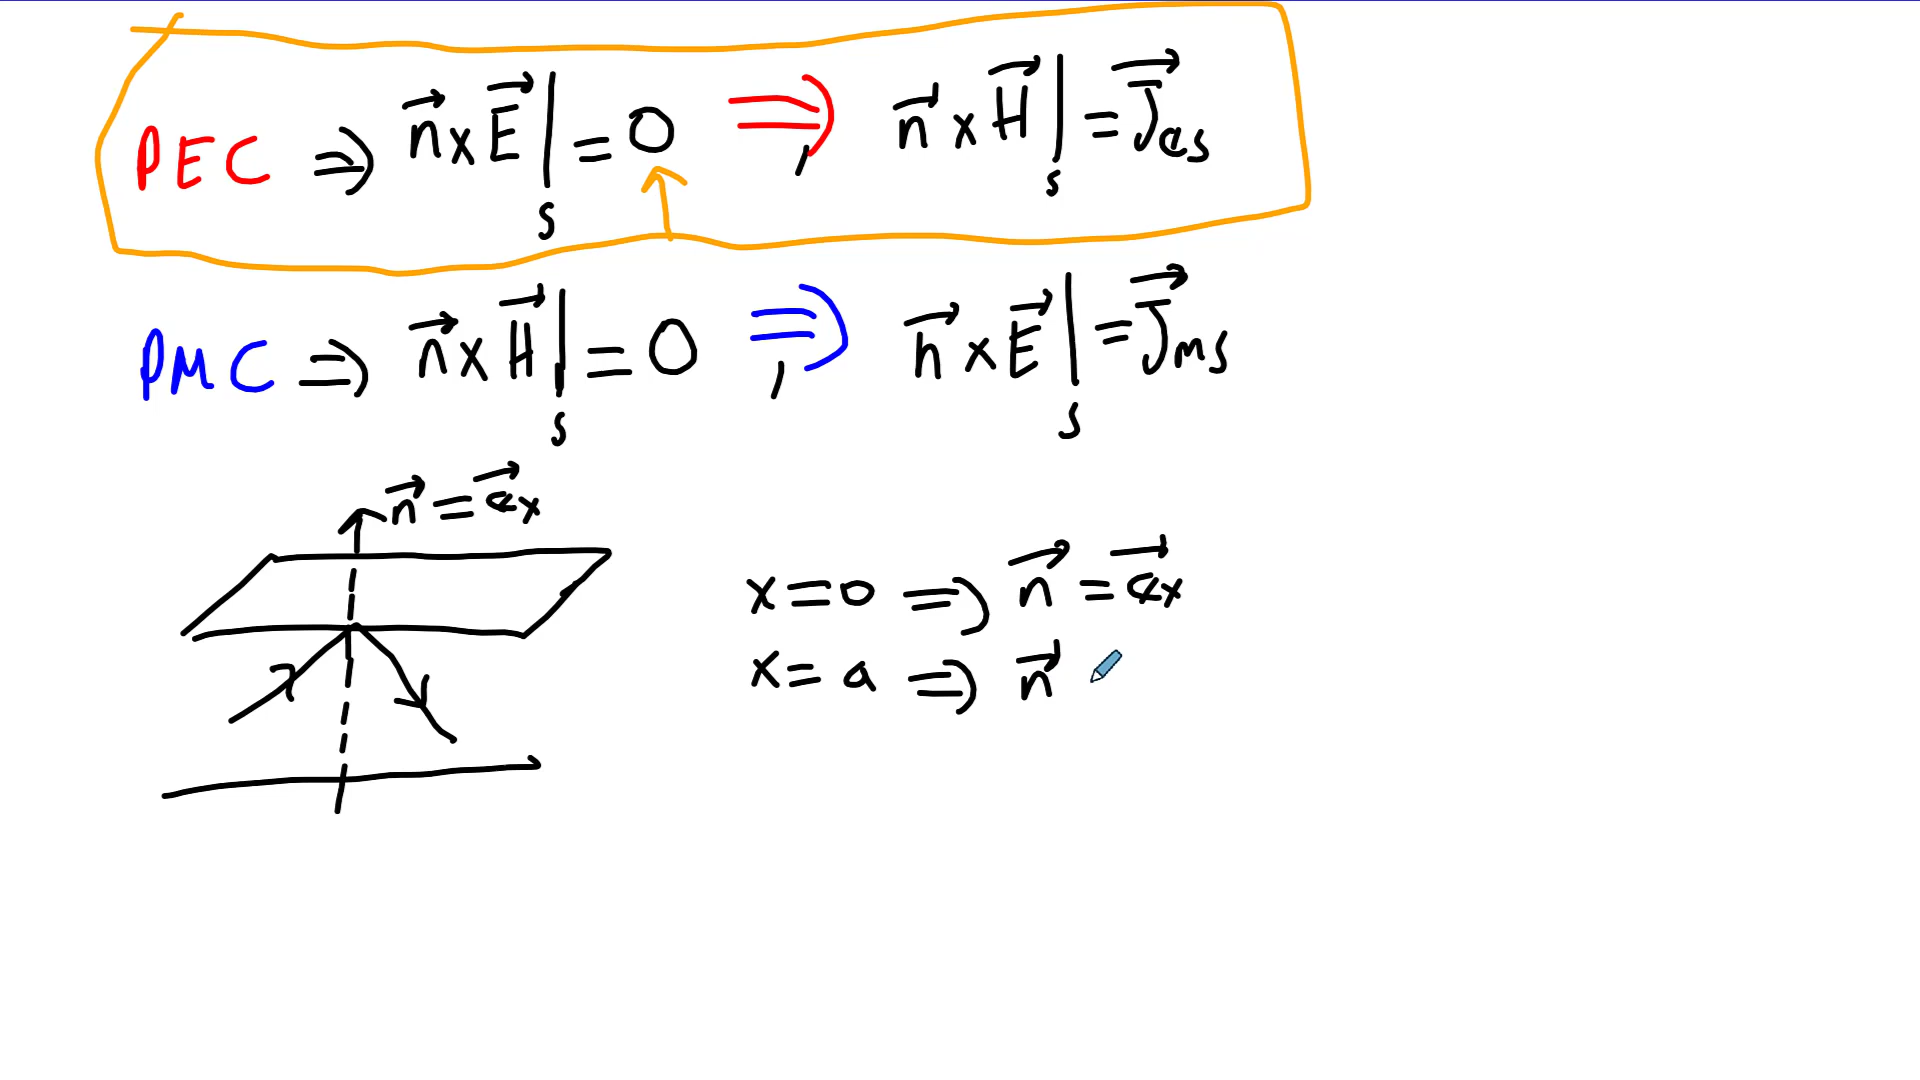 PEC ⇒ n⃗ x E⃗ |s = 0 , ⇒ n⃗ x H⃗ |s = J⃗es
PMC ⇒ n⃗ x H⃗ |s = 0 , ⇒ n⃗ x E⃗ |s = J⃗ms
n⃗ = a⃗x
x = 0 ⇒ n⃗ = a⃗x
x = a ⇒ n⃗